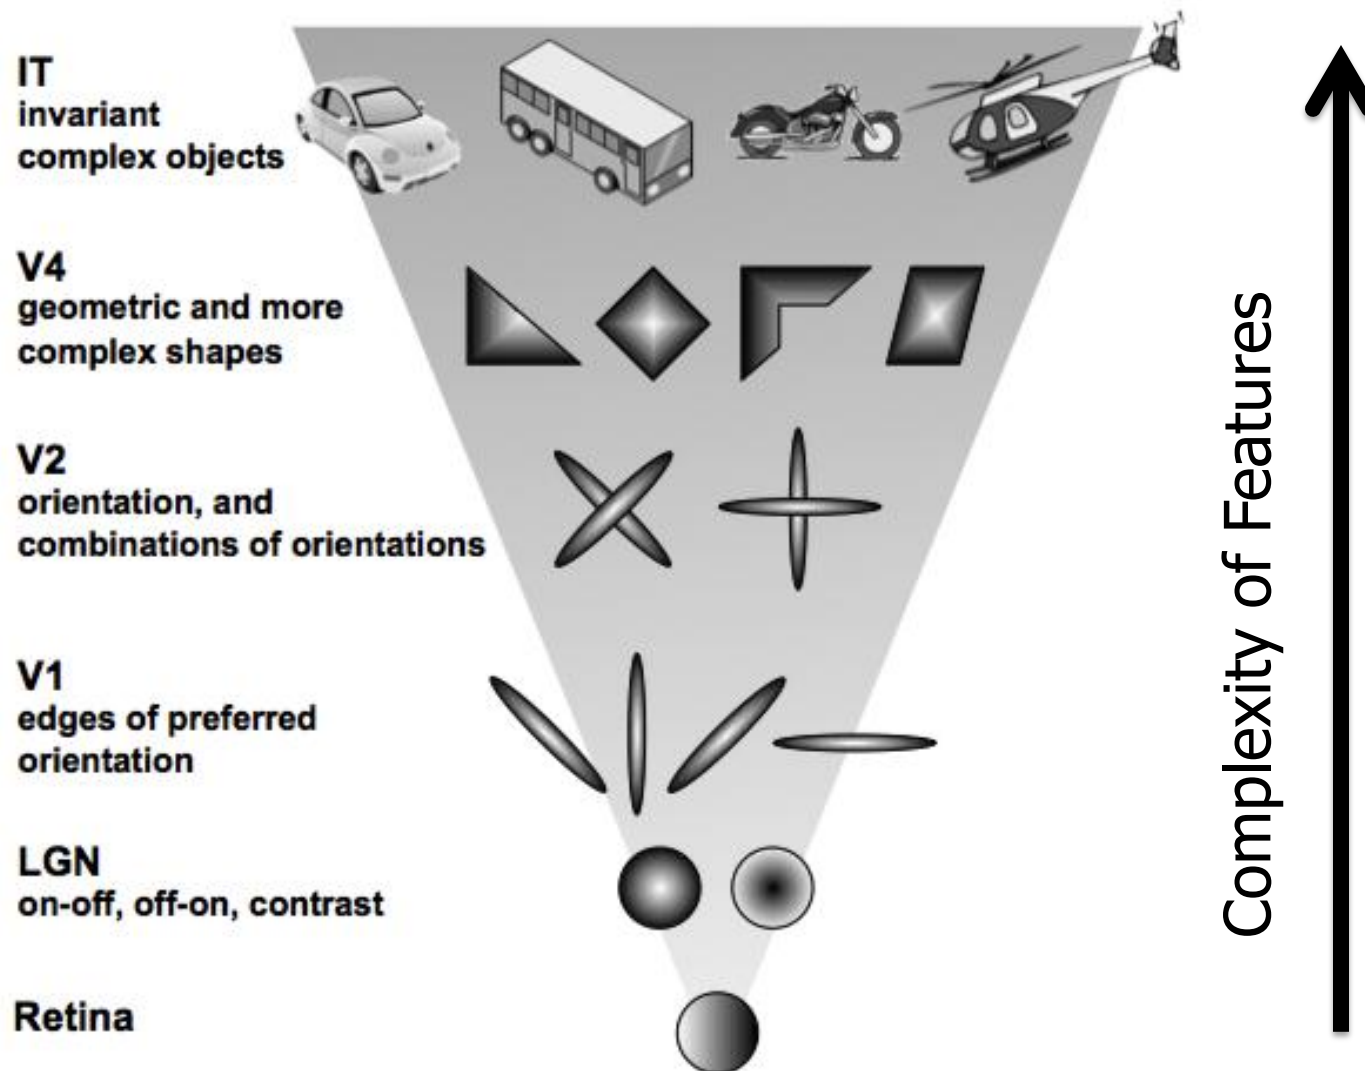 IT
invariant
complex objects
V4
geometric and more
complex shapes
V2
orientation, and
combinations of orientations
V1
edges of preferred
orientation
LGN
on-off, off-on, contrast
Retina
Complexity of Features